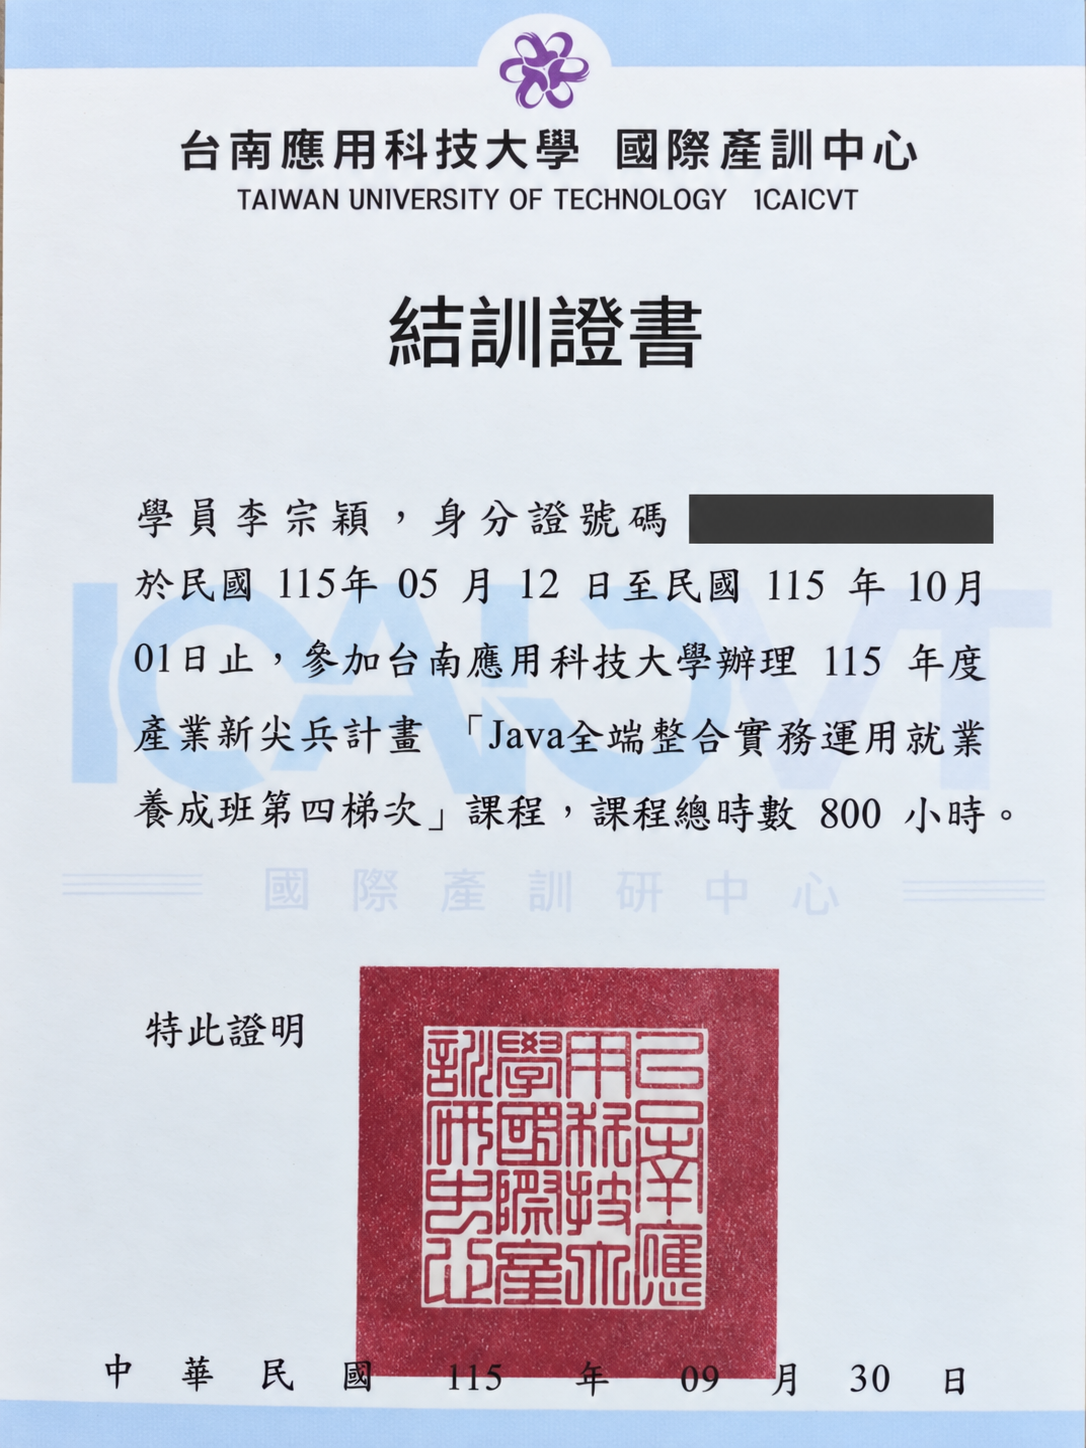 台南應用科技大學 國際產訓中心
TAIWAN UNIVERSITY OF TECHNOLOGY 1CAICVT
結訓證書
學員李宗穎，身分證號碼
於民國 115年 05 月 12 日至民國 115 年 10月
01日止，參加台南應用科技大學辦理 115 年度
產業新尖兵計畫 「Java全端整合實務運用就業
養成班第四梯次」課程，課程總時數 800 小時。
ICAICVT
國際產訓研中心
特此證明
中華民國 115 年 09 月 30 日